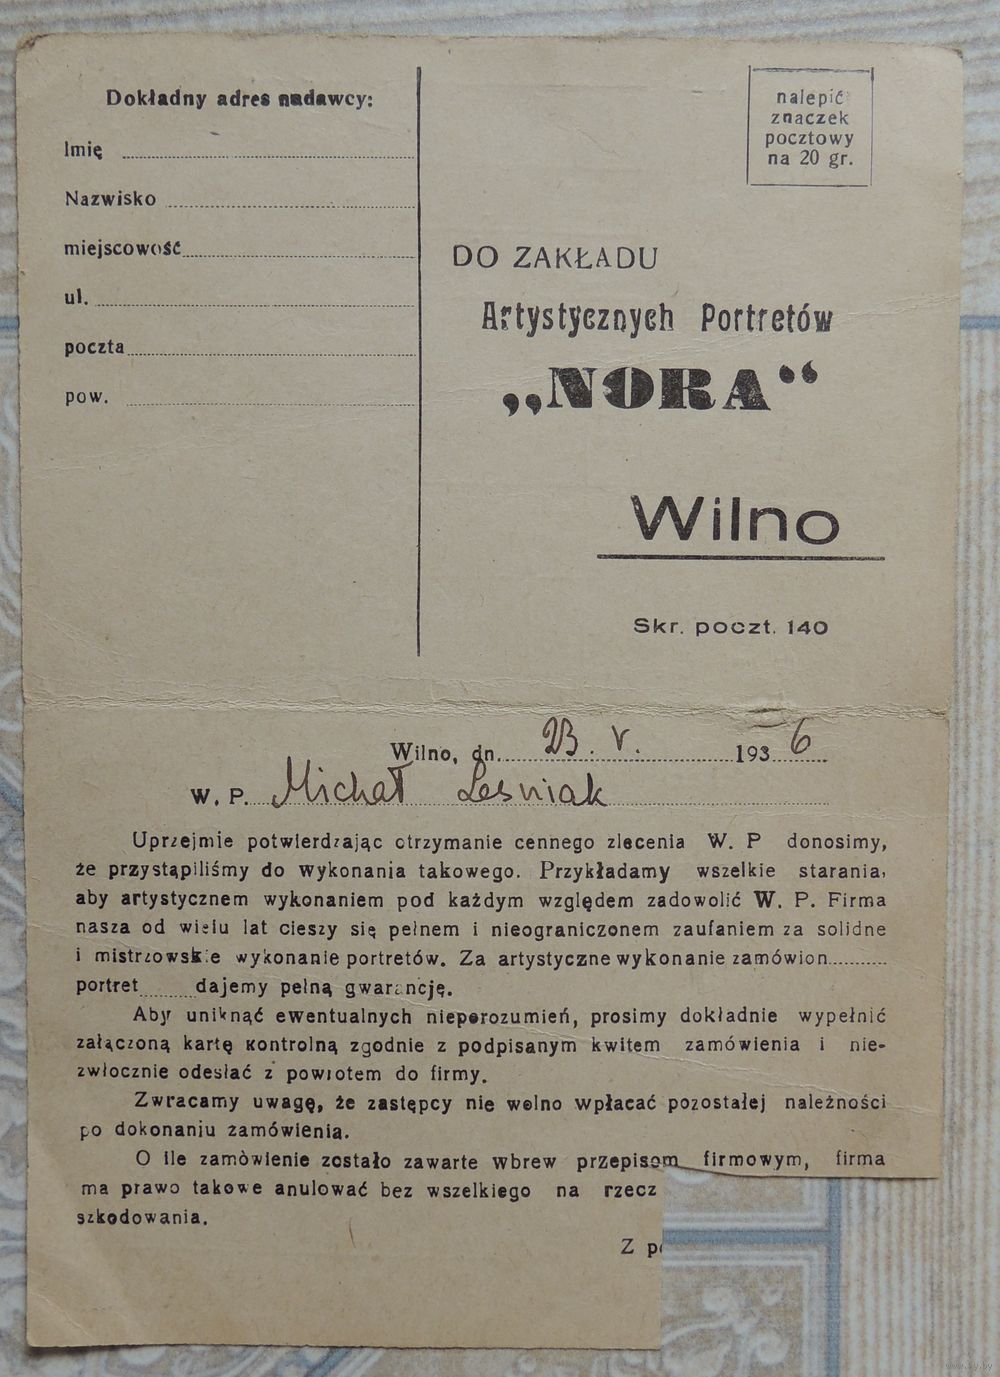 Dokładny adres nadawcy:
Imię
Nazwisko
miejscowość
ul.
poczta
pow.
nalepić
znaczek
pocztowy
na 20 gr.
DO ZAKŁADU
Artystycznych Portretów
„NORA“
Wilno
Skr. poczt. 140
Wilno, dn. 23. V. 1936
W. P. Michał Leśniak
Uprzejmie potwierdzając otrzymanie cennego zlecenia W. P donosimy,
że przystąpiliśmy do wykonania takowego. Przykładamy wszelkie starania,
aby artystycznem wykonaniem pod każdym względem zadowolić W. P. Firma
nasza od wielu lat cieszy się pełnem i nieograniczonem zaufaniem za solidne
i mistrzowskie wykonanie portretów. Za artystyczne wykonanie zamówion..........
portret.......... dajemy pełną gwarancję.
Aby uniknąć ewentualnych nieporozumień, prosimy dokładnie wypełnić
załączoną kartę kontrolną zgodnie z podpisanym kwitem zamówienia i nie-
zwłocznie odesłać z powrotem do firmy.
Zwracamy uwagę, że zastępcy nie wolno wpłacać pozostałej należności
po dokonaniu zamówienia.
O ile zamówienie zostało zawarte wbrew przepisom firmowym, firma
ma prawo takowe anulować bez wszelkiego na rzecz
szkodowania.
Z p